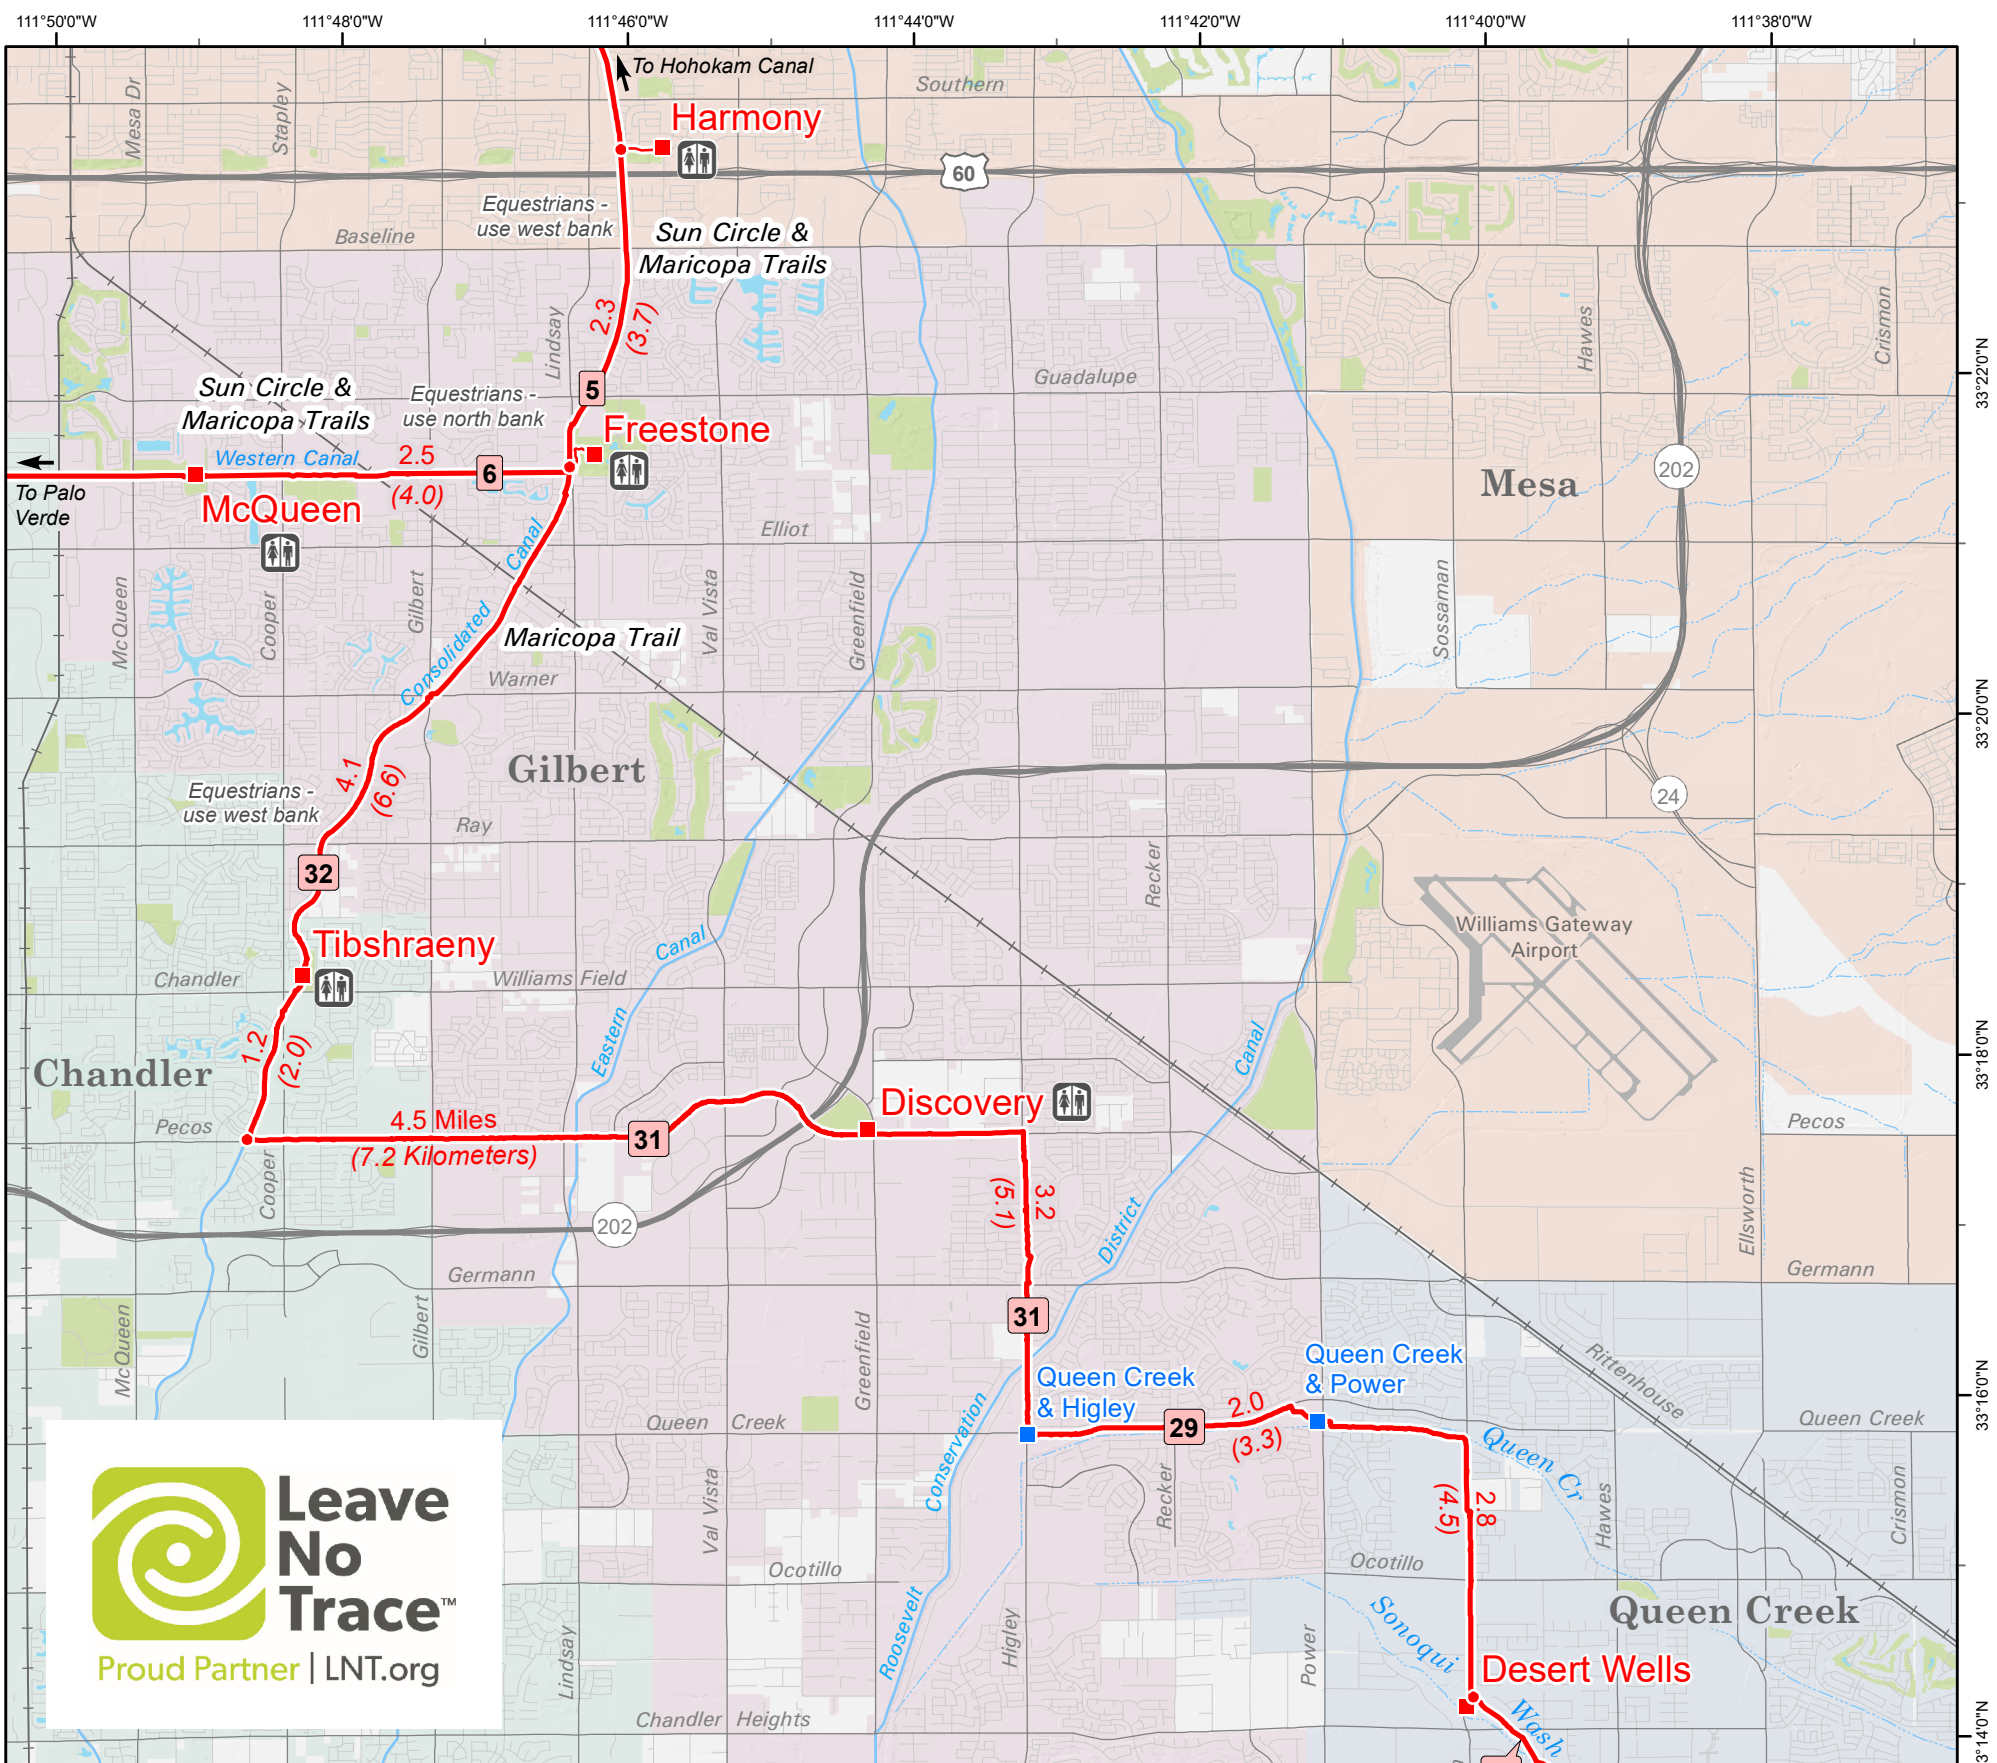 111°50'0"W
111°48'0"W
111°46'0"W
111°44'0"W
111°42'0"W
111°40'0"W
111°38'0"W
To Hohokam Canal
Southern
Mesa Dr
Stapley
Harmony
60
Equestrians -
use west bank
Baseline
Sun Circle &
Maricopa Trails
2.3
(3.7)
Lindsay
Hawes
Crismon
33°22'0"N
Guadalupe
5
Sun Circle &
Maricopa Trails
Equestrians -
use north bank
Freestone
Western Canal
2.5
6
(4.0)
To Palo
Verde
McQueen
202
Mesa
Elliot
Canal
McQueen
Cooper
Gilbert
Consolidated
Val Vista
Greenfield
Sossaman
Maricopa Trail
Warner
33°20'0"N
Gilbert
4.1
(6.6)
Equestrians -
use west bank
Ray
24
32
Recker
Williams Gateway
Airport
Tibshraeny
Canal
Chandler
Williams Field
Eastern
1.2
(2.0)
Canal
33°18'0"N
Chandler
Discovery
Pecos
4.5 Miles
(7.2 Kilometers)
31
Pecos
Cooper
3.2
(5.1)
District
Ellsworth
202
Germann
Germann
McQueen
Gilbert
Greenfield
31
Rittenhouse
Queen Creek
& Higley
Queen Creek
& Power
33°16'0"N
Queen Creek
2.0
29
(3.3)
Queen Creek
Queen Cr
Conservation
Val Vista
Recker
2.8
(4.5)
Hawes
Crismon
Leave
No
Trace™
Proud Partner | LNT.org
Ocotillo
Ocotillo
Queen Creek
Sonoqui
Lindsay
Roosevelt
Higley
Power
Desert Wells
Wash
Chandler Heights
3°14'0"N